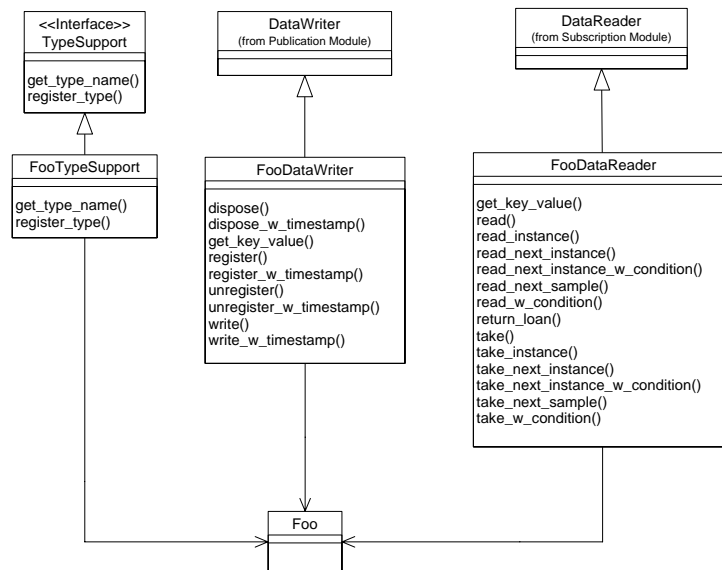 <<Interface>>
TypeSupport
get_type_name()
register_type()
DataWriter
(from Publication Module)
DataReader
(from Subscription Module)
FooTypeSupport
get_type_name()
register_type()
FooDataWriter
dispose()
dispose_w_timestamp()
get_key_value()
register()
register_w_timestamp()
unregister()
unregister_w_timestamp()
write()
write_w_timestamp()
FooDataReader
get_key_value()
read()
read_instance()
read_next_instance()
read_next_instance_w_condition()
read_next_sample()
read_w_condition()
return_loan()
take()
take_instance()
take_next_instance()
take_next_instance_w_condition()
take_next_sample()
take_w_condition()
Foo